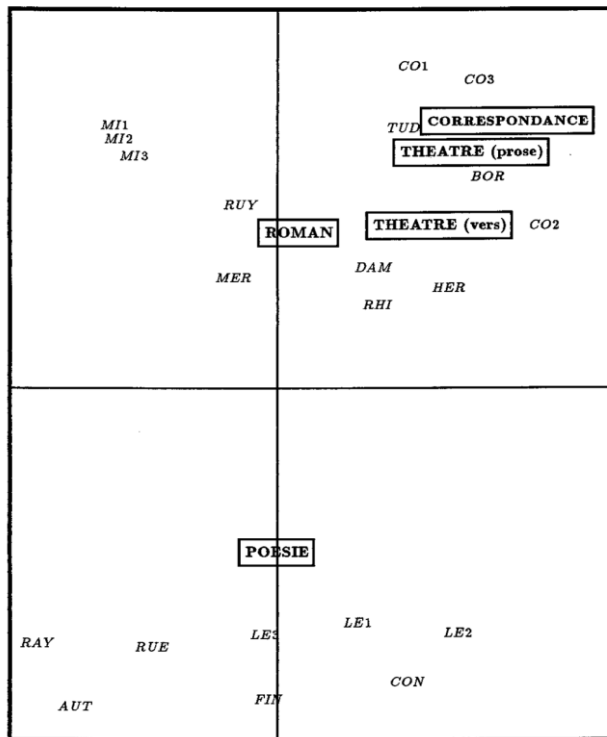 CO1
CO3
CORRESPONDANCE
MI1
TUD
MI2
THEATRE (prose)
MI3
BOR
RUY
THEATRE (vers)
CO2
ROMAN
DAM
MER
HER
RHI
POESIE
LE1
LE3
LE2
RAY
RUE
CON
FIN
AUT